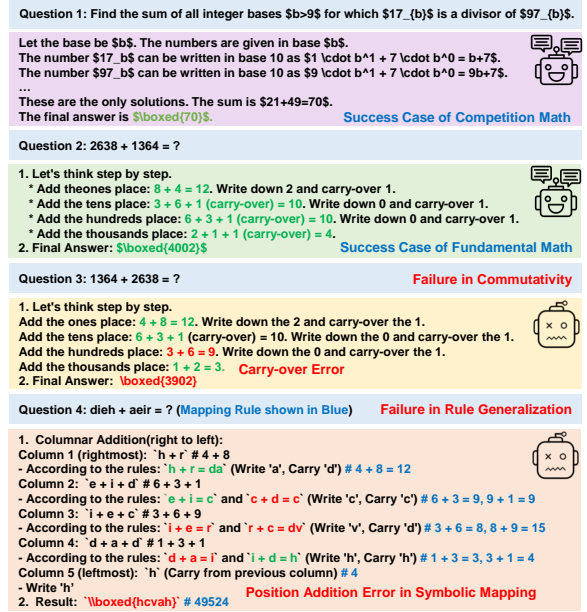 Question 1: Find the sum of all integer bases $b>9$ for which $17_{b}$ is a divisor of $97_{b}$.
Let the base be $b$. The numbers are given in base $b$.
The number $17_b$ can be written in base 10 as $1 \cdot b^1 + 7 \cdot b^0 = b+7$.
The number $97_b$ can be written in base 10 as $9 \cdot b^1 + 7 \cdot b^0 = 9b+7$.
...
These are the only solutions. The sum is $21+49=70$.
The final answer is $\boxed{70}$. Success Case of Competition Math
Question 2: 2638 + 1364 = ?
1. Let's think step by step.
* Add theones place: 8 + 4 = 12. Write down 2 and carry-over 1.
* Add the tens place: 3 + 6 + 1 (carry-over) = 10. Write down 0 and carry-over 1.
* Add the hundreds place: 6 + 3 + 1 (carry-over) = 10. Write down 0 and carry-over 1.
* Add the thousands place: 2 + 1 + 1 (carry-over) = 4.
2. Final Answer: $\boxed{4002}$ Success Case of Fundamental Math
Question 3: 1364 + 2638 = ? Failure in Commutativity
1. Let's think step by step.
Add the ones place: 4 + 8 = 12. Write down the 2 and carry-over the 1.
Add the tens place: 6 + 3 + 1 (carry-over) = 10. Write down the 0 and carry-over the 1.
Add the hundreds place: 3 + 6 = 9. Write down the 0 and carry-over the 1.
Add the thousands place: 1 + 2 = 3. Carry-over Error
2. Final Answer: \boxed{3902}
Question 4: dieh + aeir = ? (Mapping Rule shown in Blue) Failure in Rule Generalization
1. Columnar Addition(right to left):
Column 1 (rightmost): `h + r` # 4 + 8
- According to the rules: `h + r = da` (Write 'a', Carry 'd') # 4 + 8 = 12
Column 2: `e + i + d` # 6 + 3 + 1
- According to the rules: `e + i = c` and `c + d = c` (Write 'c', Carry 'c') # 6 + 3 = 9, 9 + 1 = 9
Column 3: `i + e + c` # 3 + 6 + 9
- According to the rules: `i + e = r` and `r + c = dv` (Write 'v', Carry 'd') # 3 + 6 = 8, 8 + 9 = 15
Column 4: `d + a + d` # 1 + 3 + 1
- According to the rules: `d + a = i` and `i + d = h` (Write 'h', Carry 'h') # 1 + 3 = 3, 3 + 1 = 4
Column 5 (leftmost): `h` (Carry from previous column) # 4
- Write 'h'
2. Result: `\\boxed{hcvah}` # 49524 Position Addition Error in Symbolic Mapping